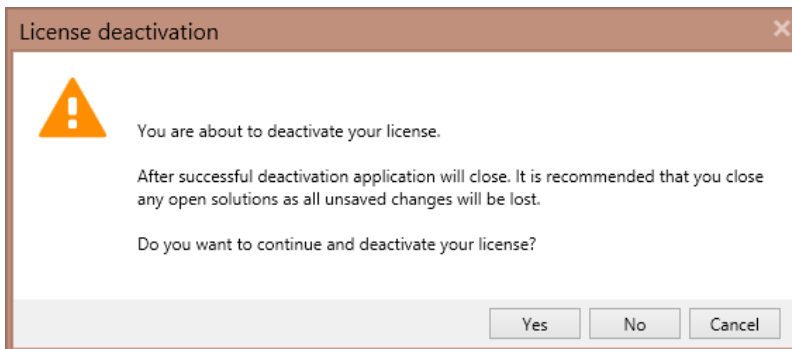 License deactivation
You are about to deactivate your license.
After successful deactivation application will close. It is recommended that you close
any open solutions as all unsaved changes will be lost.
Do you want to continue and deactivate your license?
Yes No Cancel